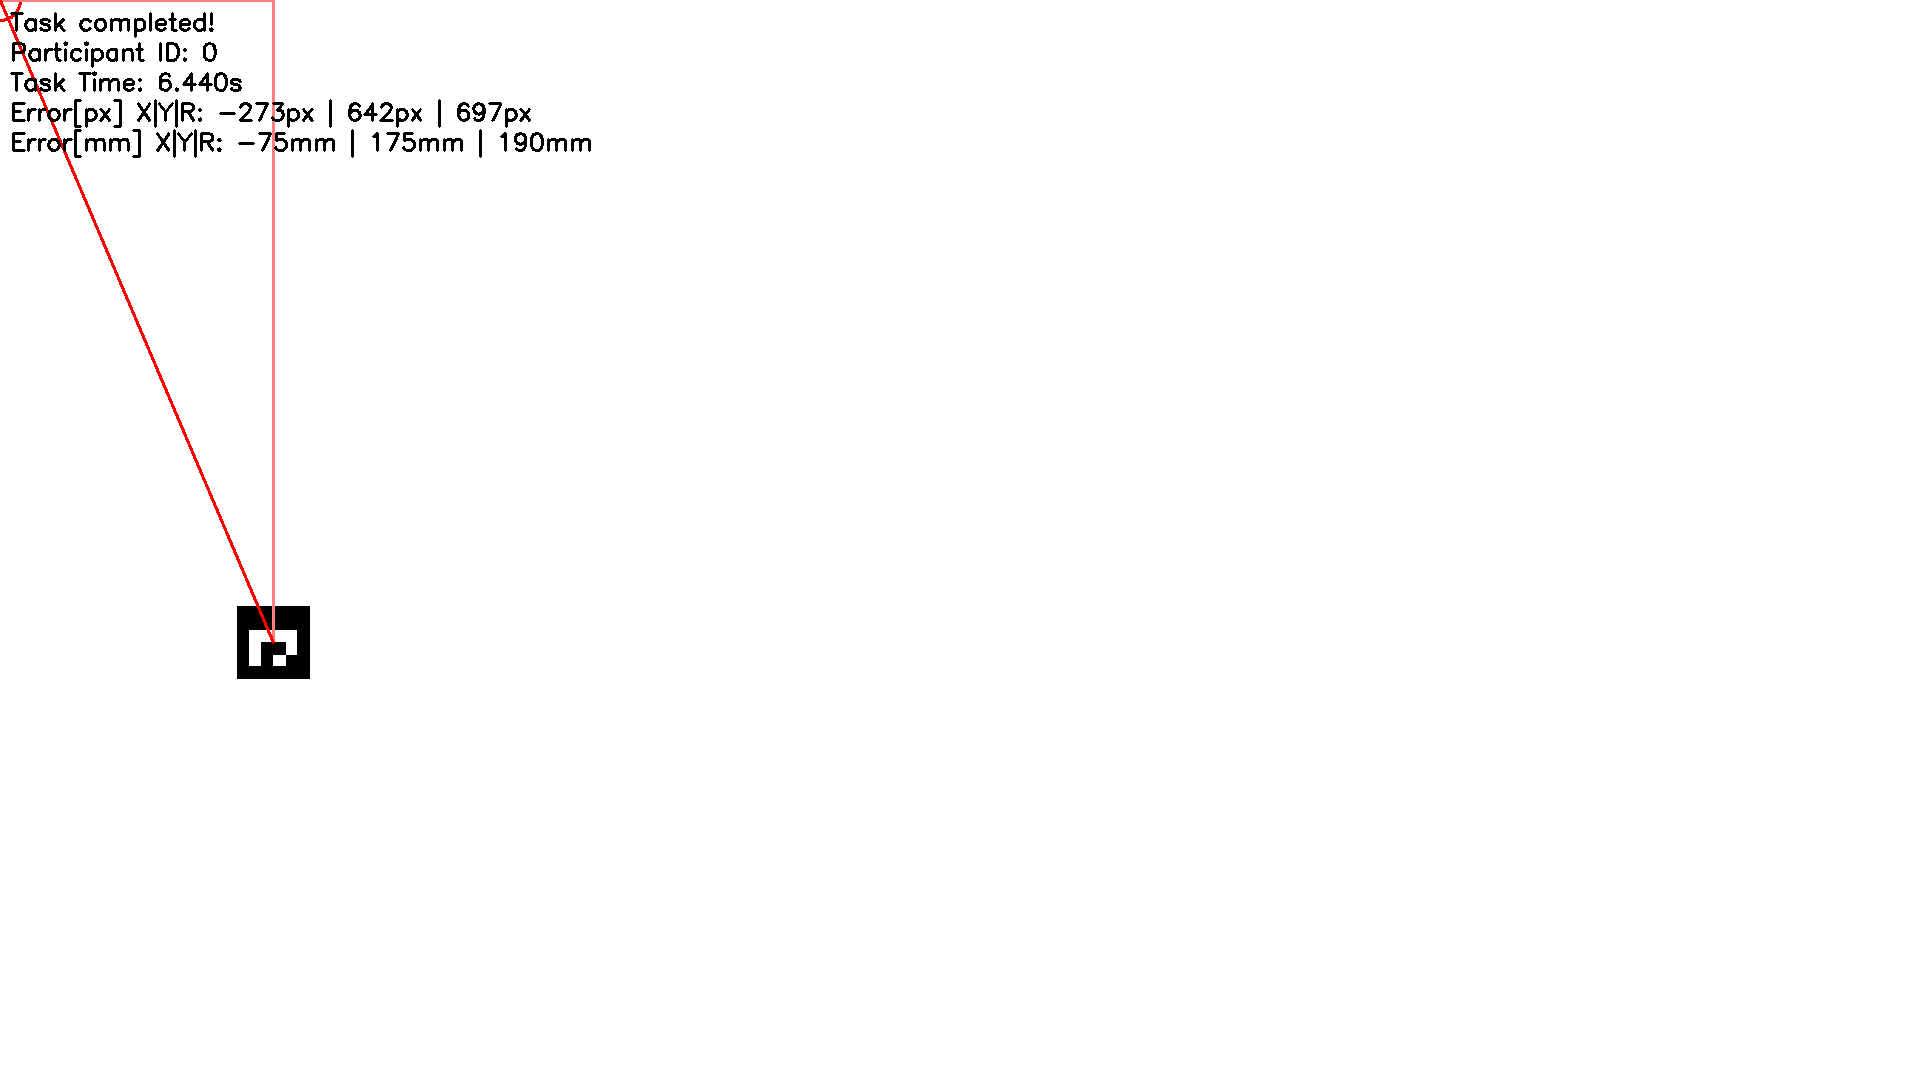 Task completed!
Participant ID: 0
Task Time: 6.440s
Error[px] X|Y|R: -273px | 642px | 697px
Error[mm] X|Y|R: -75mm | 175mm | 190mm